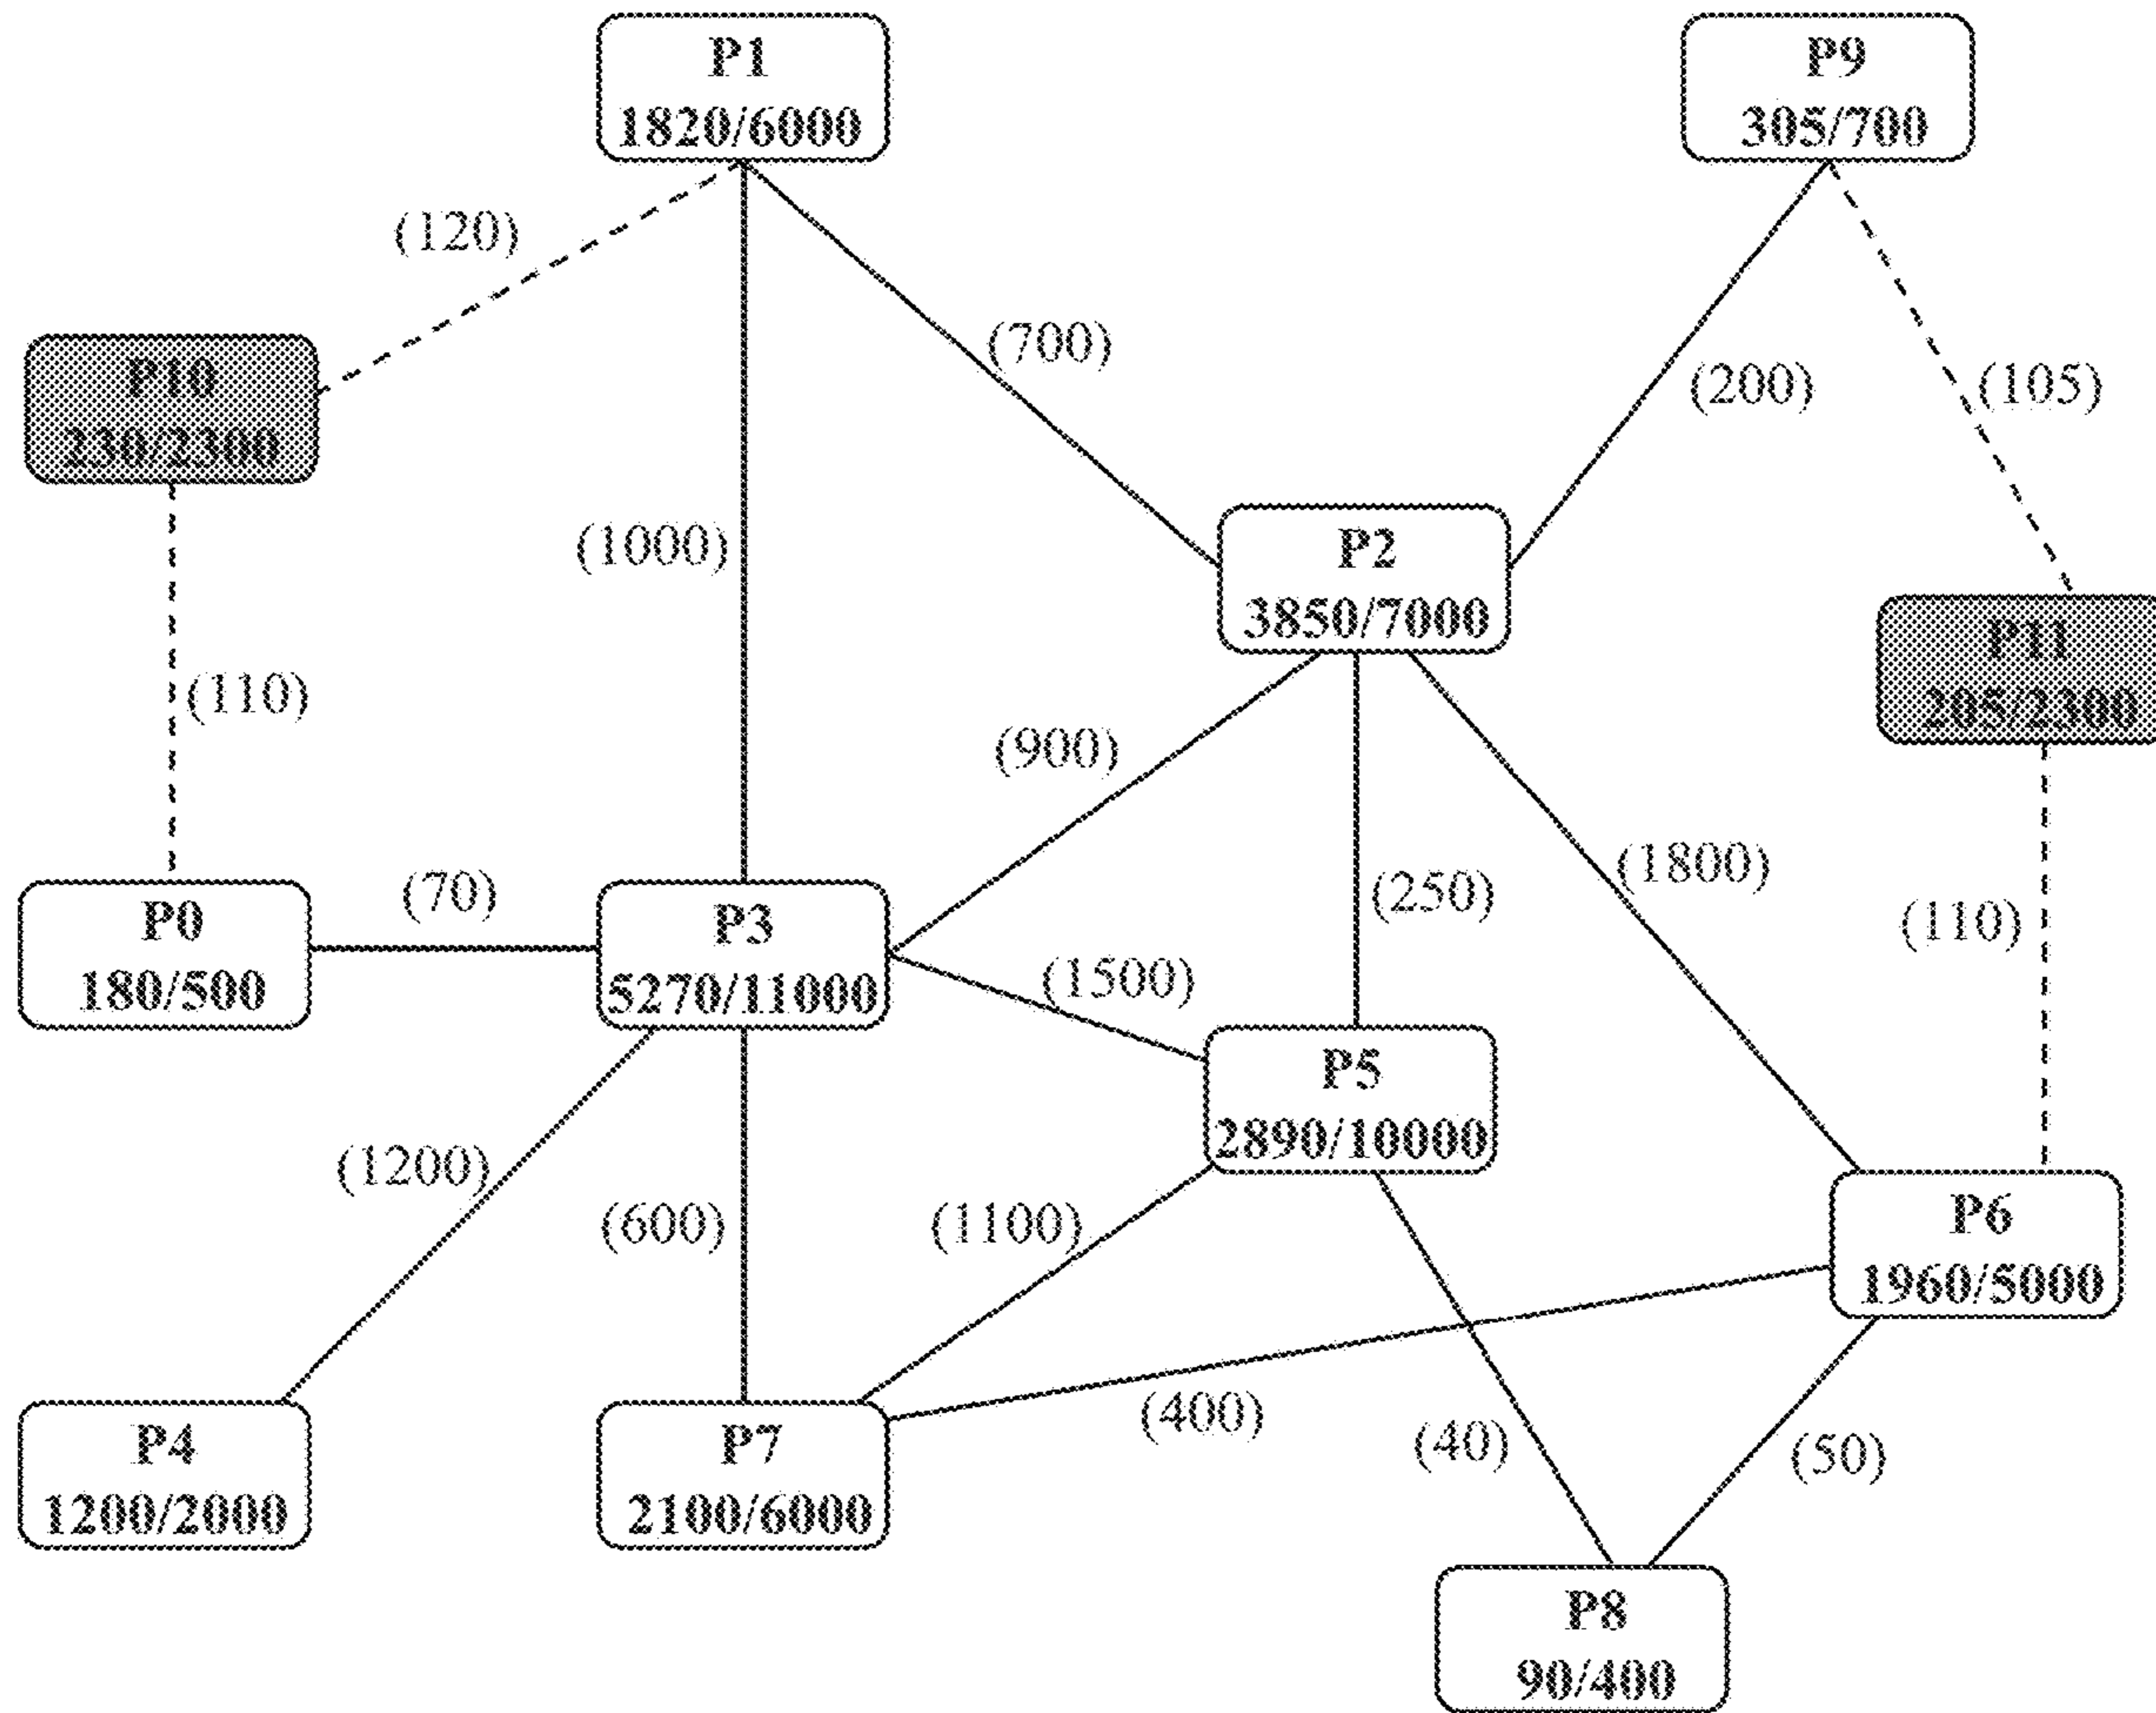 P1
1820/6000
P9
305/700
(120)
(700)
P10
230/2300
(200)
(105)
(1000)
P2
3850/7000
P11
205/2300
(110)
(900)
(1800)
(70)
(250)
(110)
P0
180/500
P3
5270/11000
(1500)
P5
2890/10000
(1200)
(600)
(1100)
P6
1960/5000
(400)
(40)
(50)
P4
1200/2000
P7
2100/6000
P8
90/400